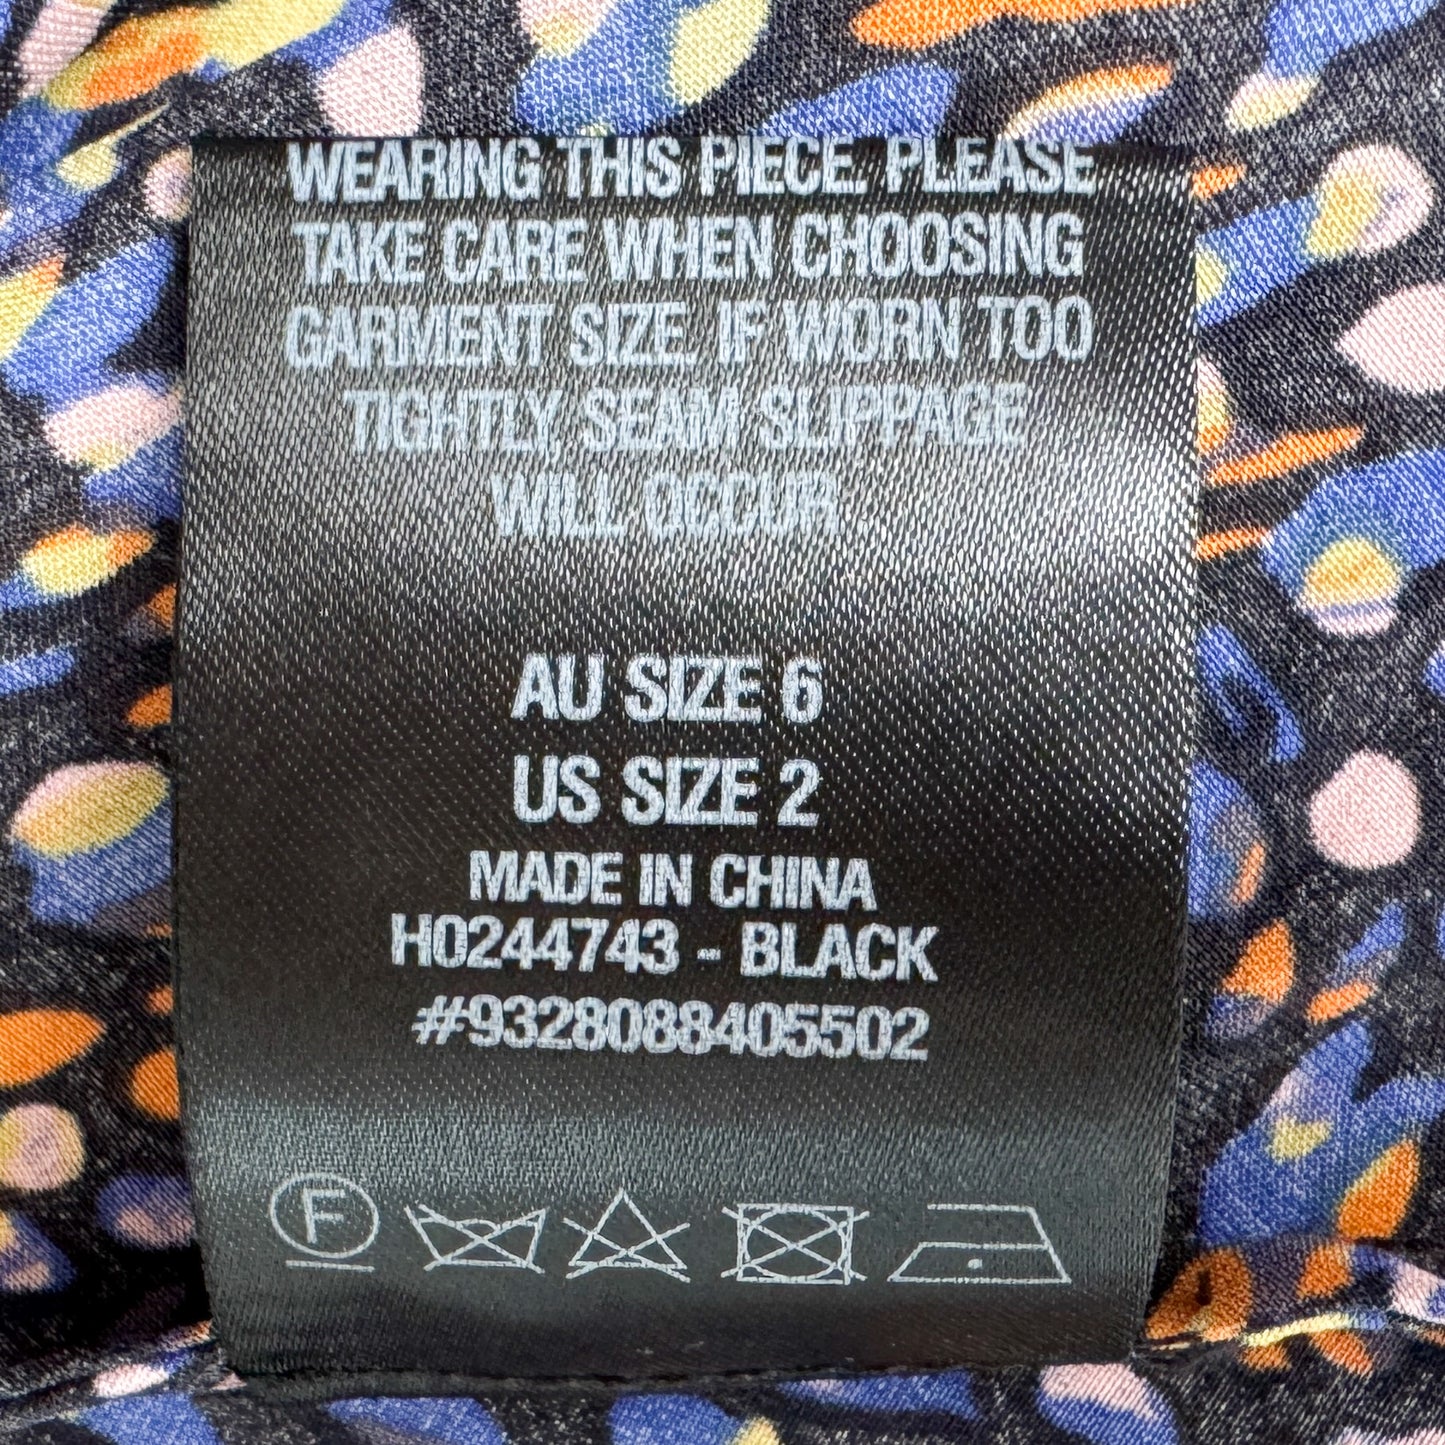 WEARING THIS PIECE. PLEASE
TAKE CARE WHEN CHOOSING
GARMENT SIZE. IF WORN TOO
TIGHTLY, SEAM SLIPPAGE
WILL OCCUR
AU SIZE 6
US SIZE 2
MADE IN CHINA
H0244743 - BLACK
#9328088405502
F